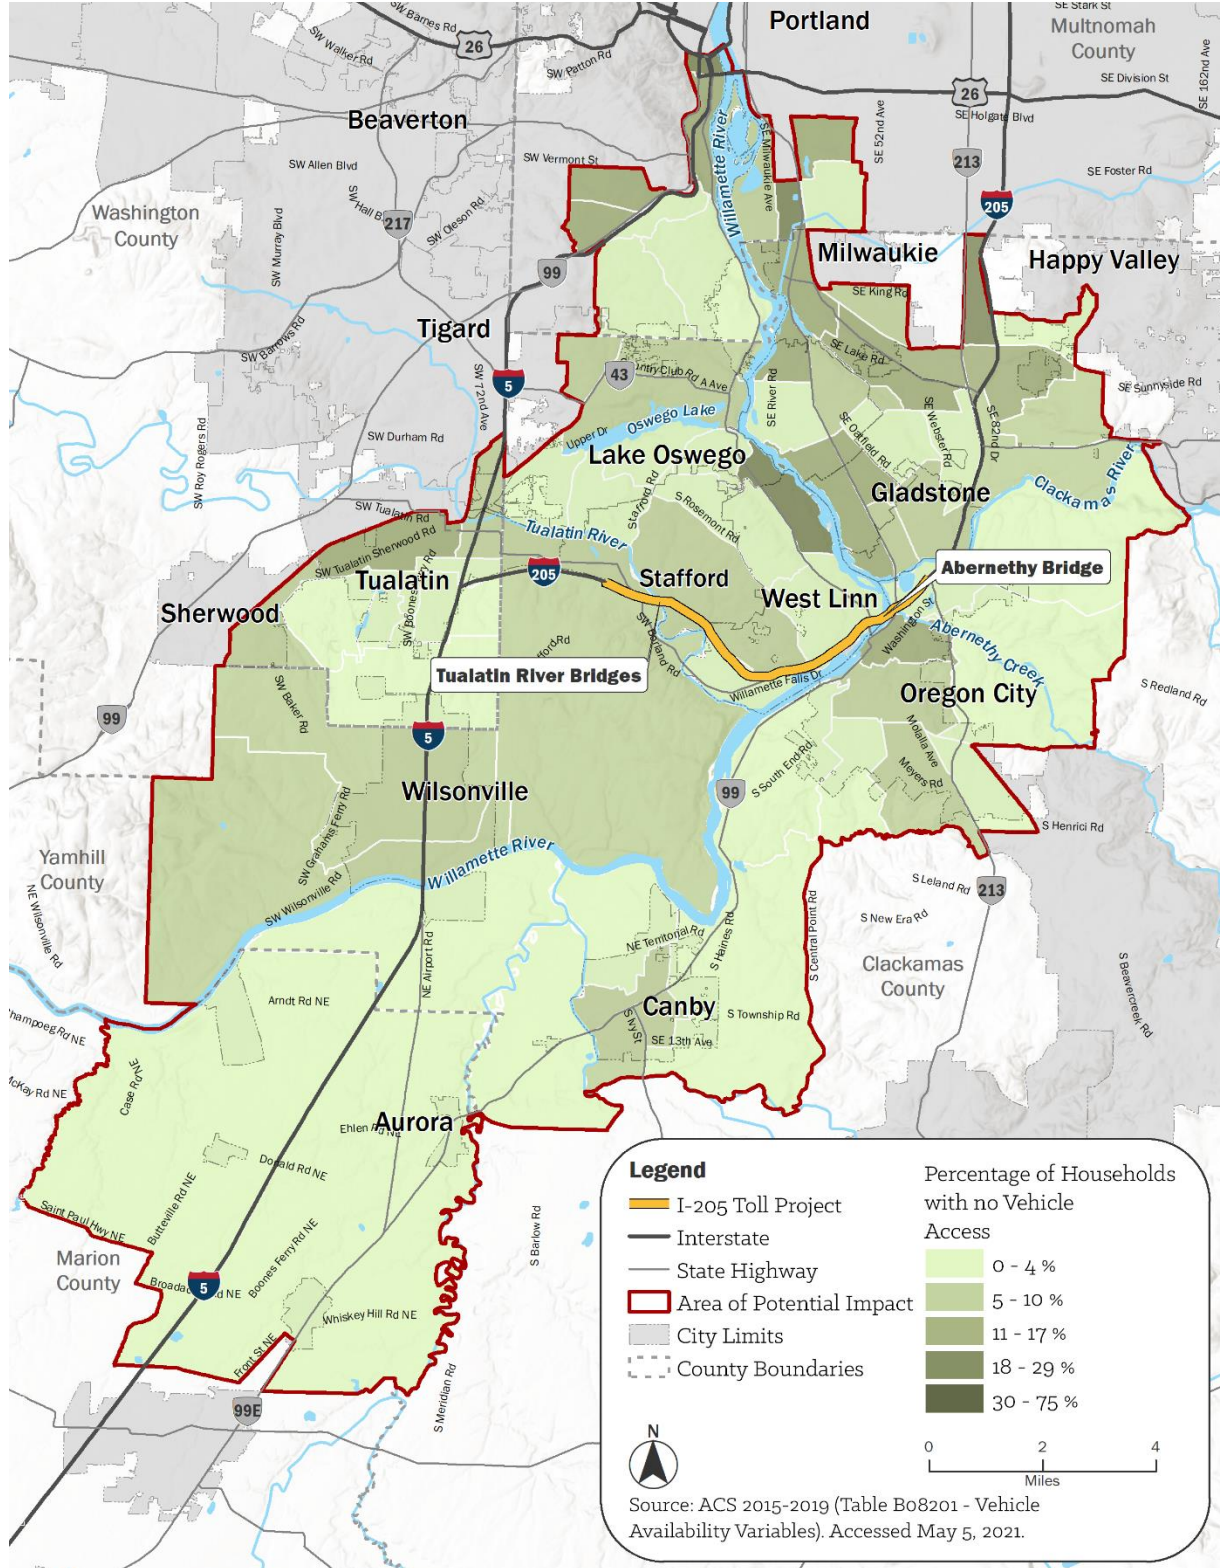 Portland
SE Stark St
Multnomah
County
SW Barnes Rd
26
SW Walker Rd
SW Patton Rd
SE Division St
SE 162nd Ave
26
SE Holgate Blvd
Beaverton
SE 52nd Ave
SE Milwaukie Ave
Willamette River
SW Allen Blvd
SW Vermont St
213
SE Foster Rd
Washington
County
217
SW Oleson Rd
205
SW Murray Blvd
Milwaukie
Happy Valley
99
SE King Rd
Tigard
SW Barrows Rd
SW 72nd Ave
5
43
A Ave
SE Lake Rd
SE River Rd
SE Sunnyside Rd
Oswego Lake
Upper Dr
SE Oatfield Rd
SE Webster Rd
SE 82nd Dr
SW Durham Rd
SW Roy Rogers Rd
Lake Oswego
Stafford Rd
Gladstone
Clackamas River
S Rosemont Rd
SW Tualatin Rd
SW Tualatin Sherwood Rd
Tualatin River
Abernethy Bridge
Tualatin
205
Stafford
West Linn
Sherwood
Washington St
Abernethy Creek
SW Borland Rd
Tualatin River Bridges
Willamette Falls Dr
Oregon City
S Redland Rd
SW Baker Rd
99
5
Molalla Ave
Meyers Rd
S South End Rd
Wilsonville
99
SW Grahams Ferry Rd
S Henrici Rd
Yamhill
County
Willamette River
NE Wilsonville Rd
SW Wilsonville Rd
S Leland Rd
213
S New Era Rd
NE Territorial Rd
S Haines Rd
S Central Point Rd
NE Airport Rd
Clackamas
County
S Beavercreek Rd
Arndt Rd NE
Canby
S Township Rd
S Ivy St
SE 13th Ave
McKay Rd NE
Case Rd NE
Aurora
Donald Rd NE
Saint Paul Hwy NE
Butteville Rd NE
S Barlow Rd
Marion
County
Boones Ferry Rd NE
5
Whiskey Hill Rd NE
Front St NE
S Meridian Rd
99E
Legend
I-205 Toll Project
Interstate
State Highway
Area of Potential Impact
City Limits
County Boundaries
Percentage of Households
with no Vehicle
Access
0 - 4 %
5 - 10 %
11 - 17 %
18 - 29 %
30 - 75 %
N
0 2 4
Miles
Source: ACS 2015-2019 (Table B08201 - Vehicle
Availability Variables). Accessed May 5, 2021.